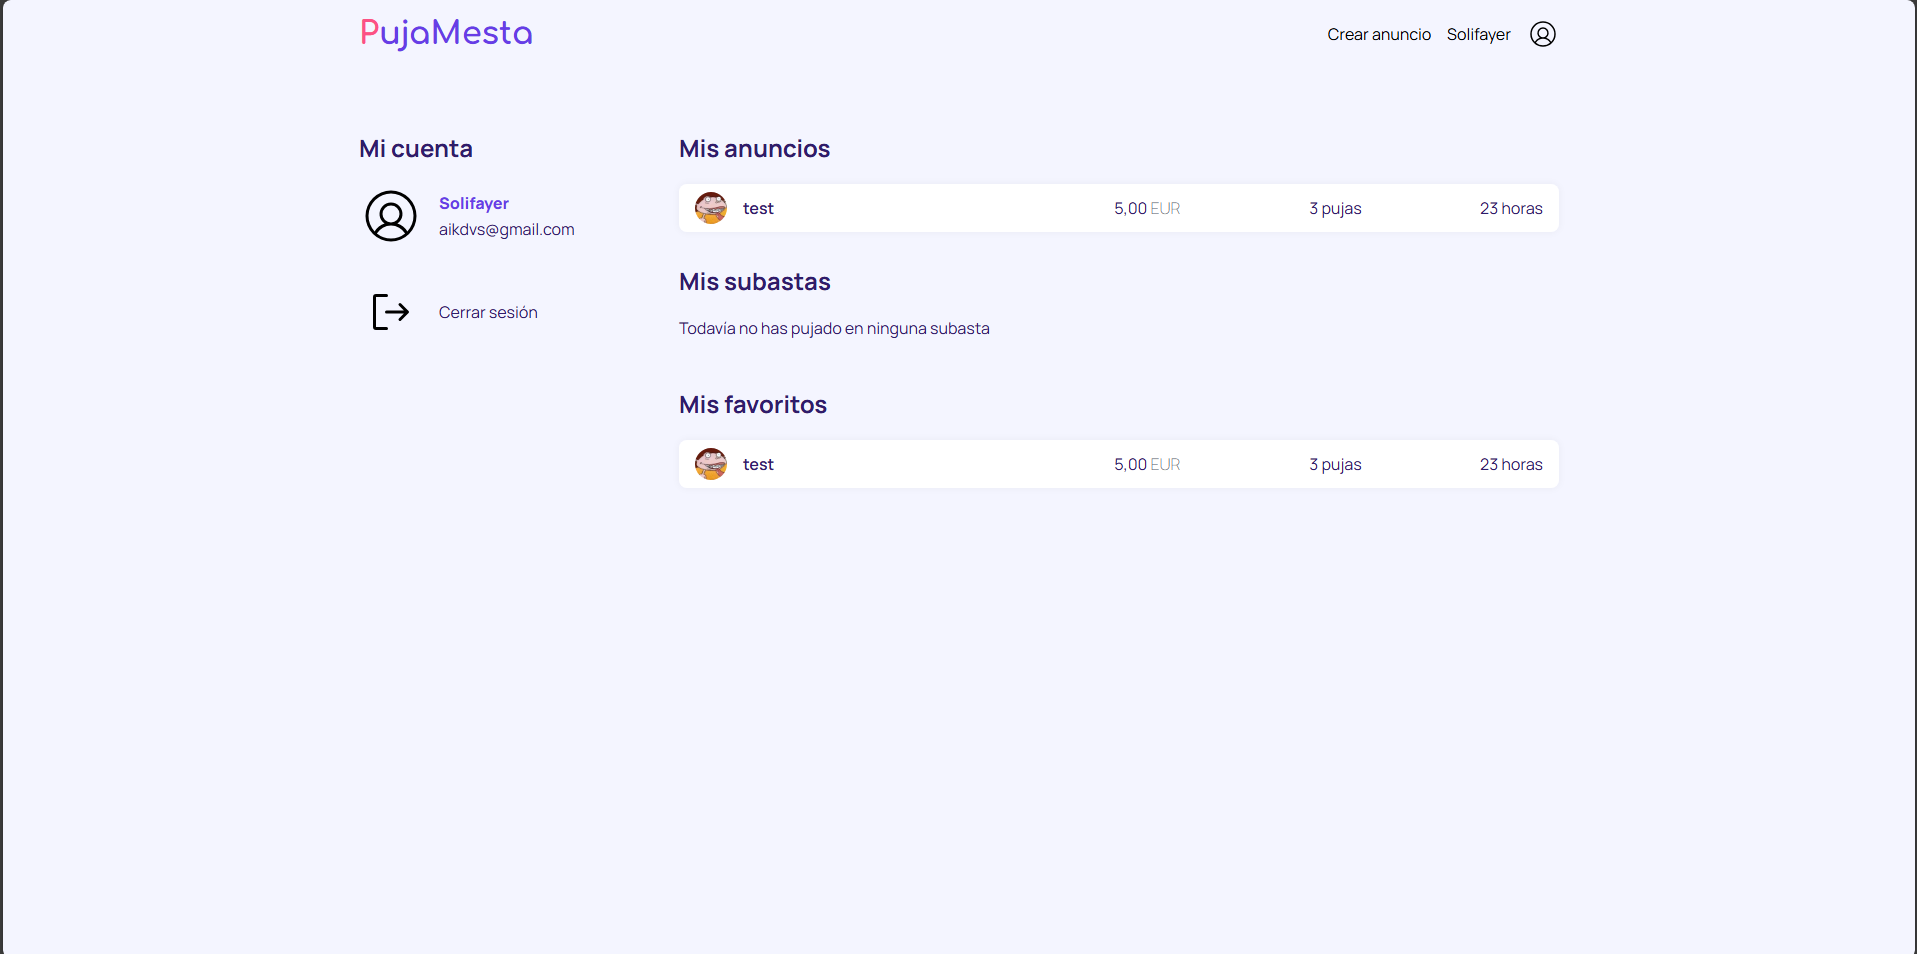 PujaMesta
Crear anuncio Solifayer
Mi cuenta
Solifayer
aikdvs@gmail.com
Cerrar sesión
Mis anuncios
test 5,00 EUR 3 pujas 23 horas
Mis subastas
Todavía no has pujado en ninguna subasta
Mis favoritos
test 5,00 EUR 3 pujas 23 horas